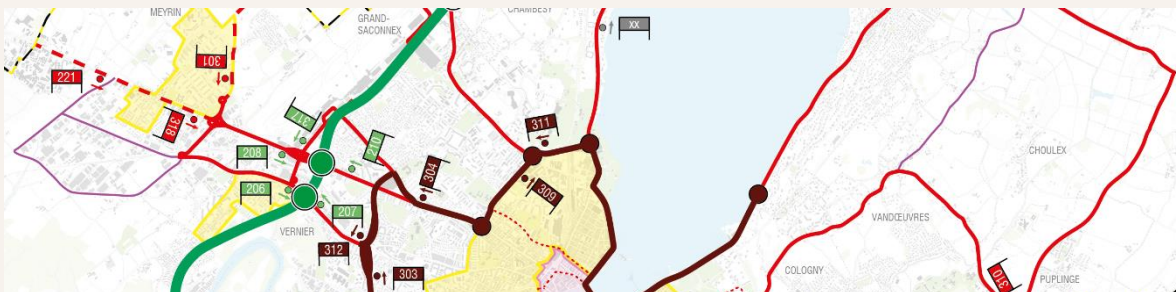 MEYRIN
GRAND-
SACONNEX
CHAMBÉSY
xx
301
221
318
317
311
210
208
304
309
CHOULEX
206
207
VANDŒUVRES
VERNIER
312
303
COLOGNY
310
PUPLINGE